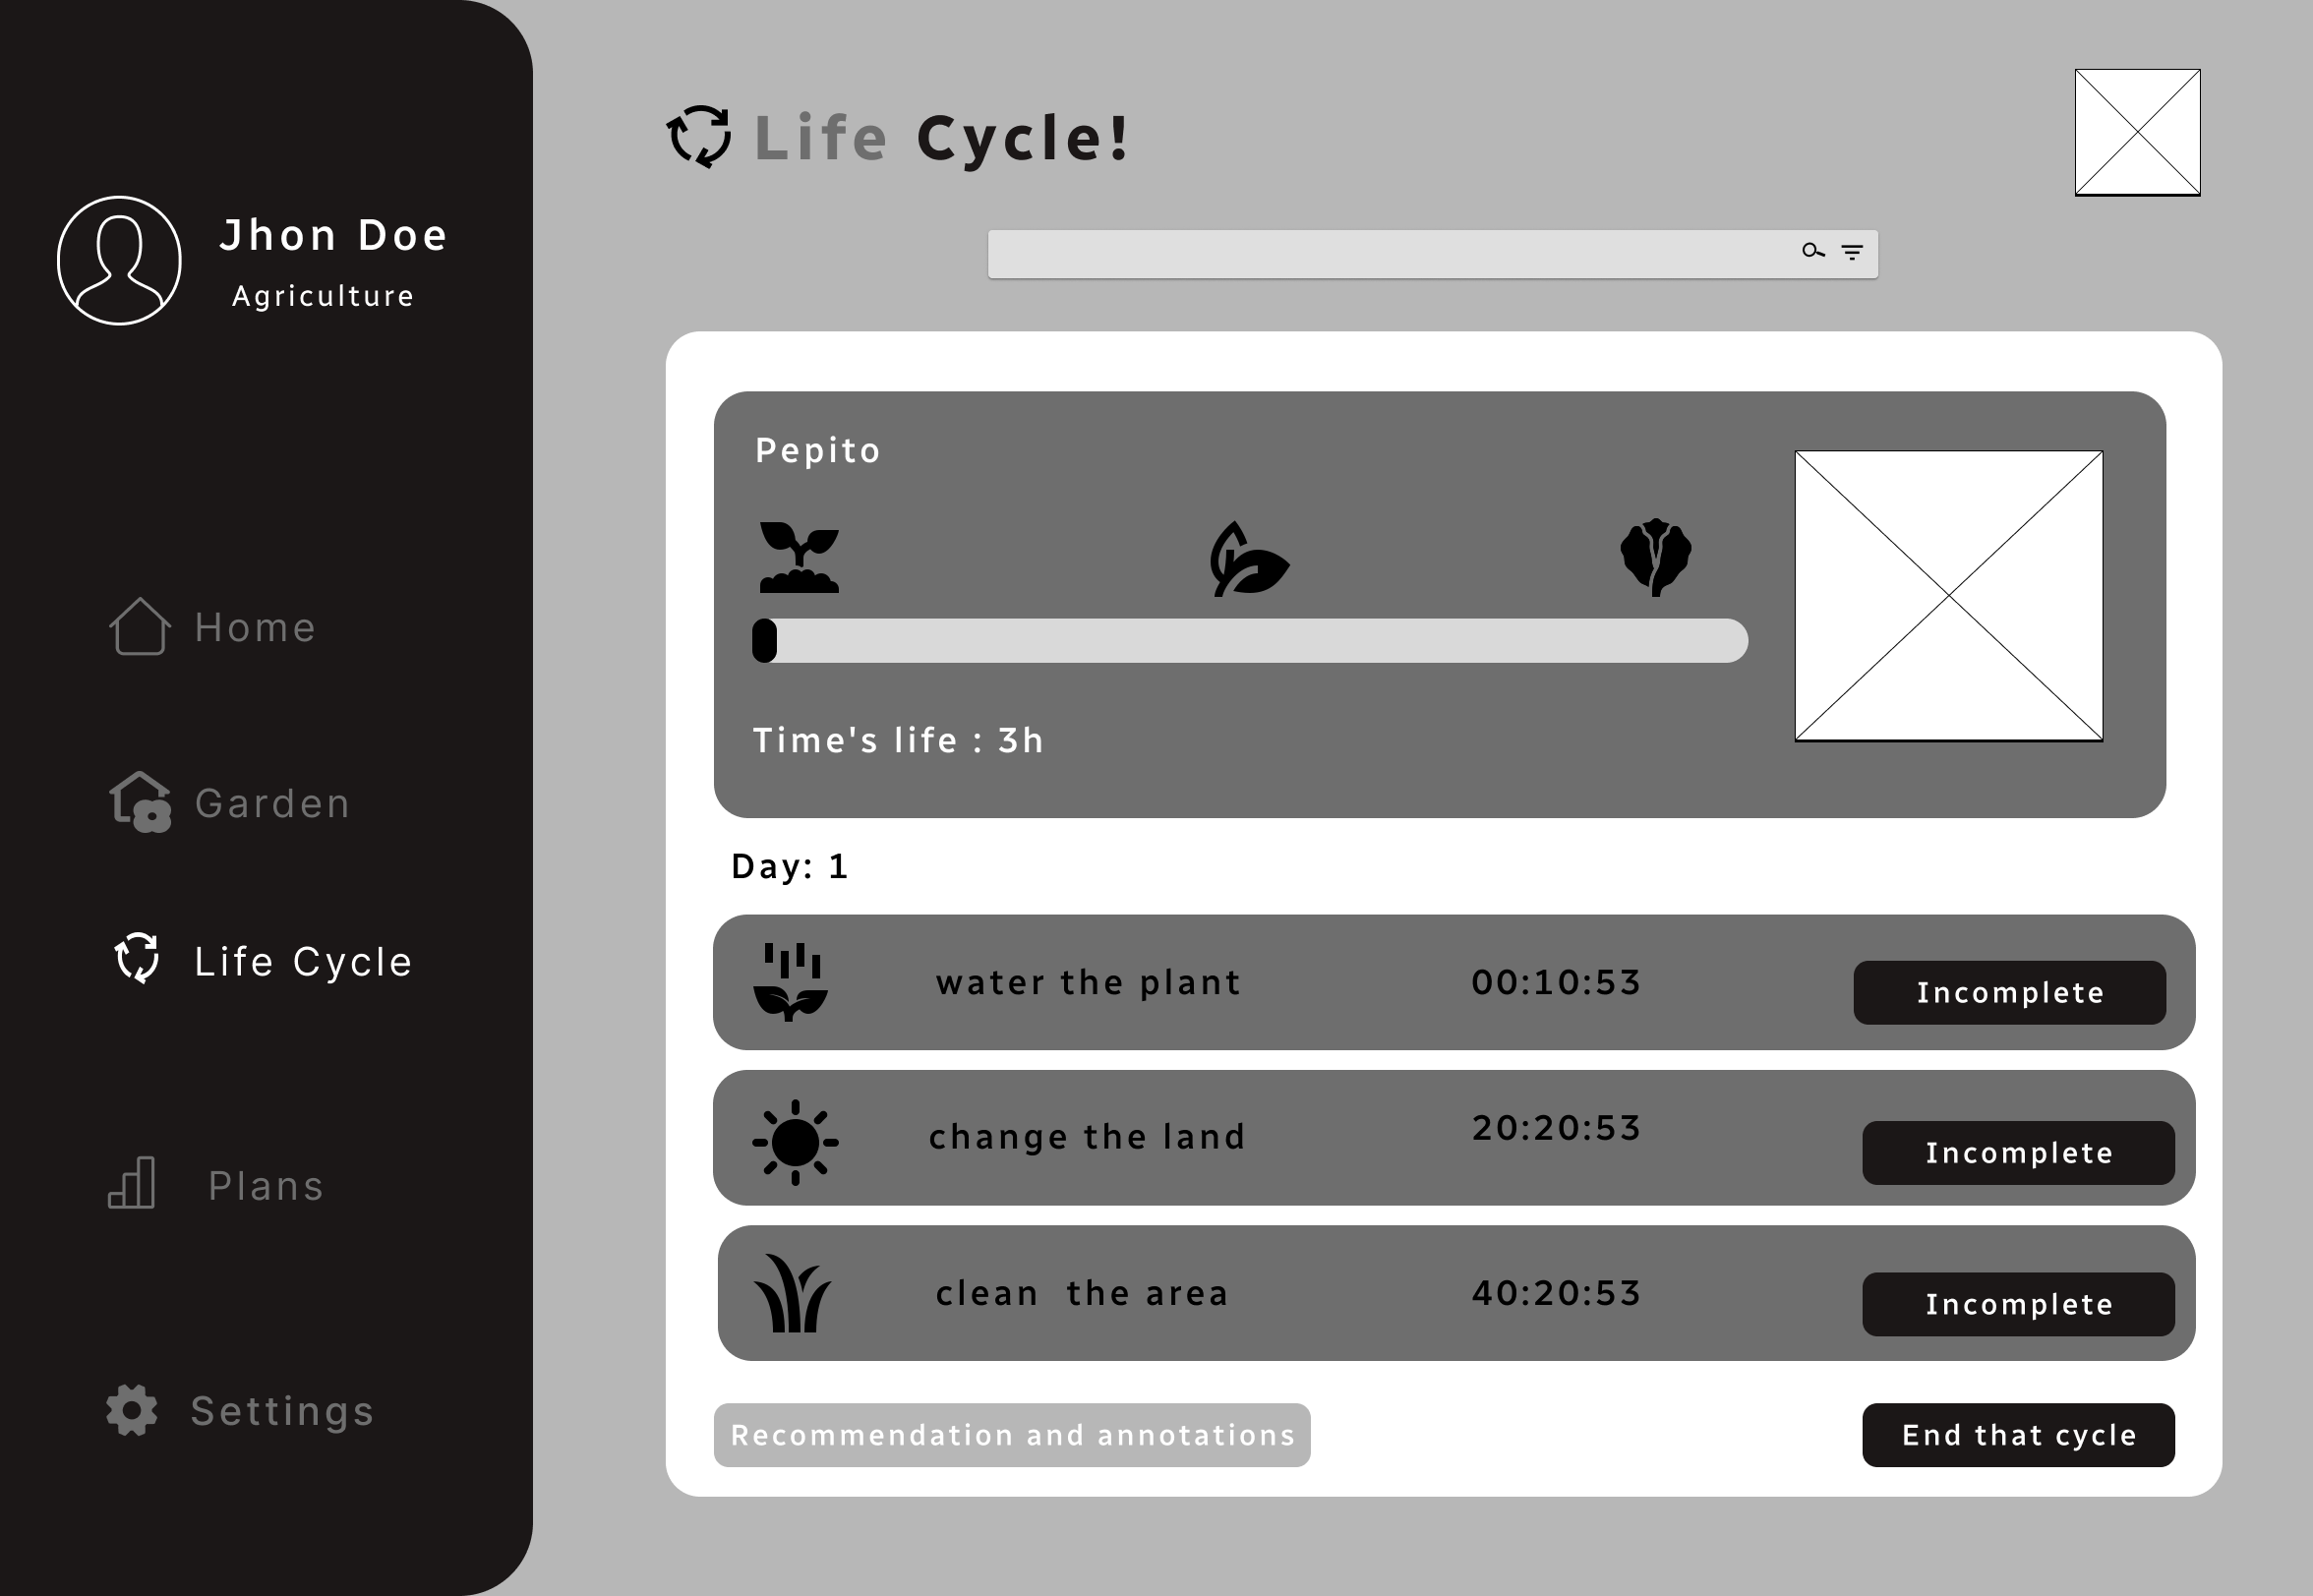 Jhon Doe
Agriculture
Home
Garden
Life Cycle
Plans
Settings
Life Cycle!
Pepito
Time's life : 3h
Day: 1
water the plant 00:10:53 Incomplete
change the land 20:20:53 Incomplete
clean the area 40:20:53 Incomplete
Recommendation and annotations End that cycle